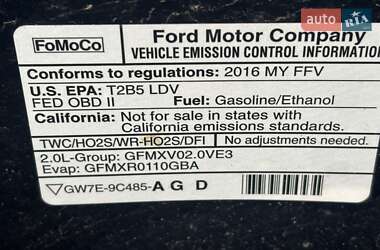 auto RIA
FoMoCo
Ford Motor Company
VEHICLE EMISSION CONTROL INFORMATION
Conforms to regulations: 2016 MY FFV
U.S. EPA: T2B5 LDV
FED OBD II Fuel: Gasoline/Ethanol
California: Not for sale in states with
California emissions standards.
TWC/HO2S/WR-HO2S/DFI No adjustments needed.
2.0L-Group: GFMXV02.0VE3
Evap: GFMXR0110GBA
GW7E-9C485-A G D